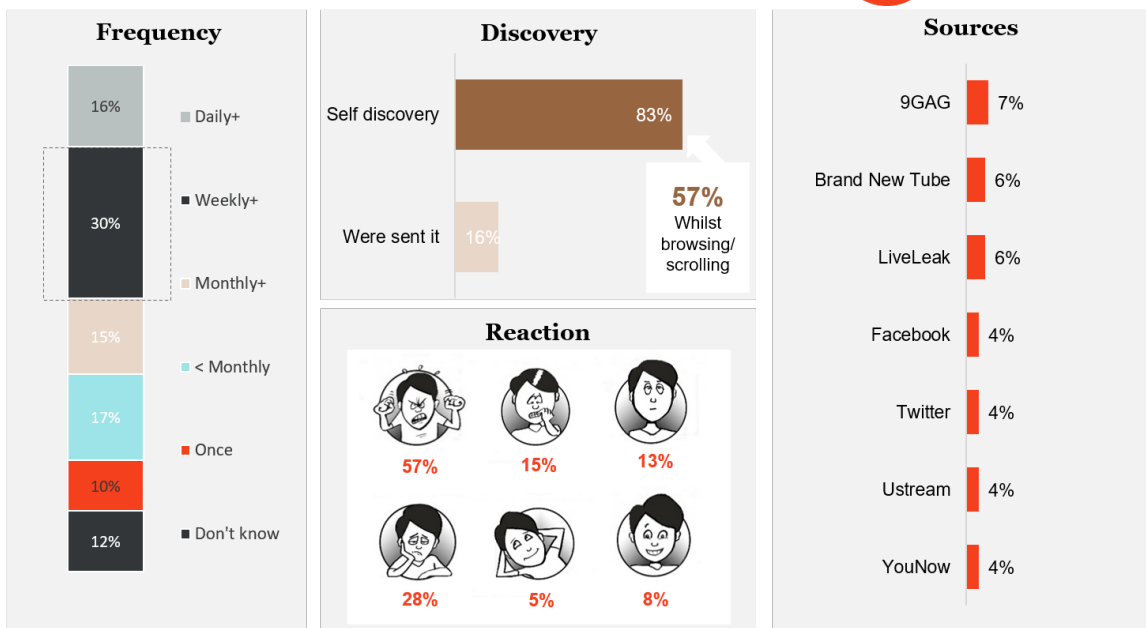 Frequency
16%
30%
15%
17%
10%
12%
Daily+
Weekly+
Monthly+
< Monthly
Once
Don't know
Discovery
Self discovery
83%
Were sent it
16%
57%
Whilst
browsing/
scrolling
Reaction
57%
15%
13%
28%
5%
8%
Sources
9GAG
7%
Brand New Tube
6%
LiveLeak
6%
Facebook
4%
Twitter
4%
Ustream
4%
YouNow
4%